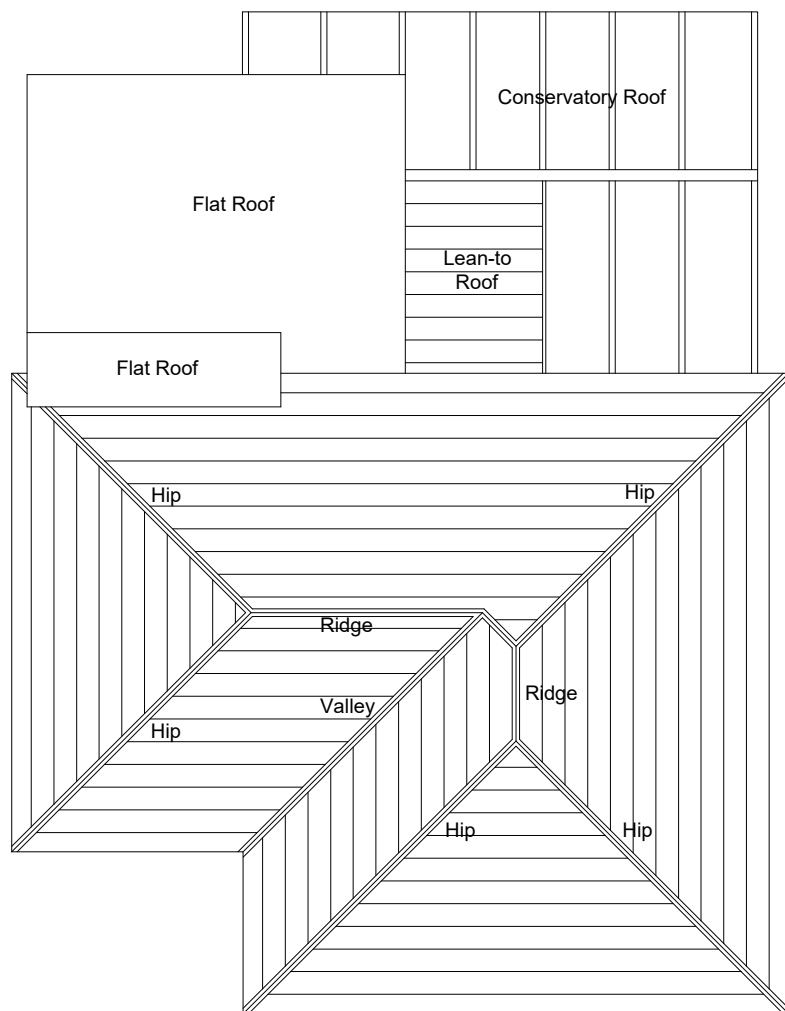 Conservatory Roof
Flat Roof
Lean-to
Roof
Flat Roof
Hip
Hip
Ridge
Ridge
Valley
Hip
Hip
Hip